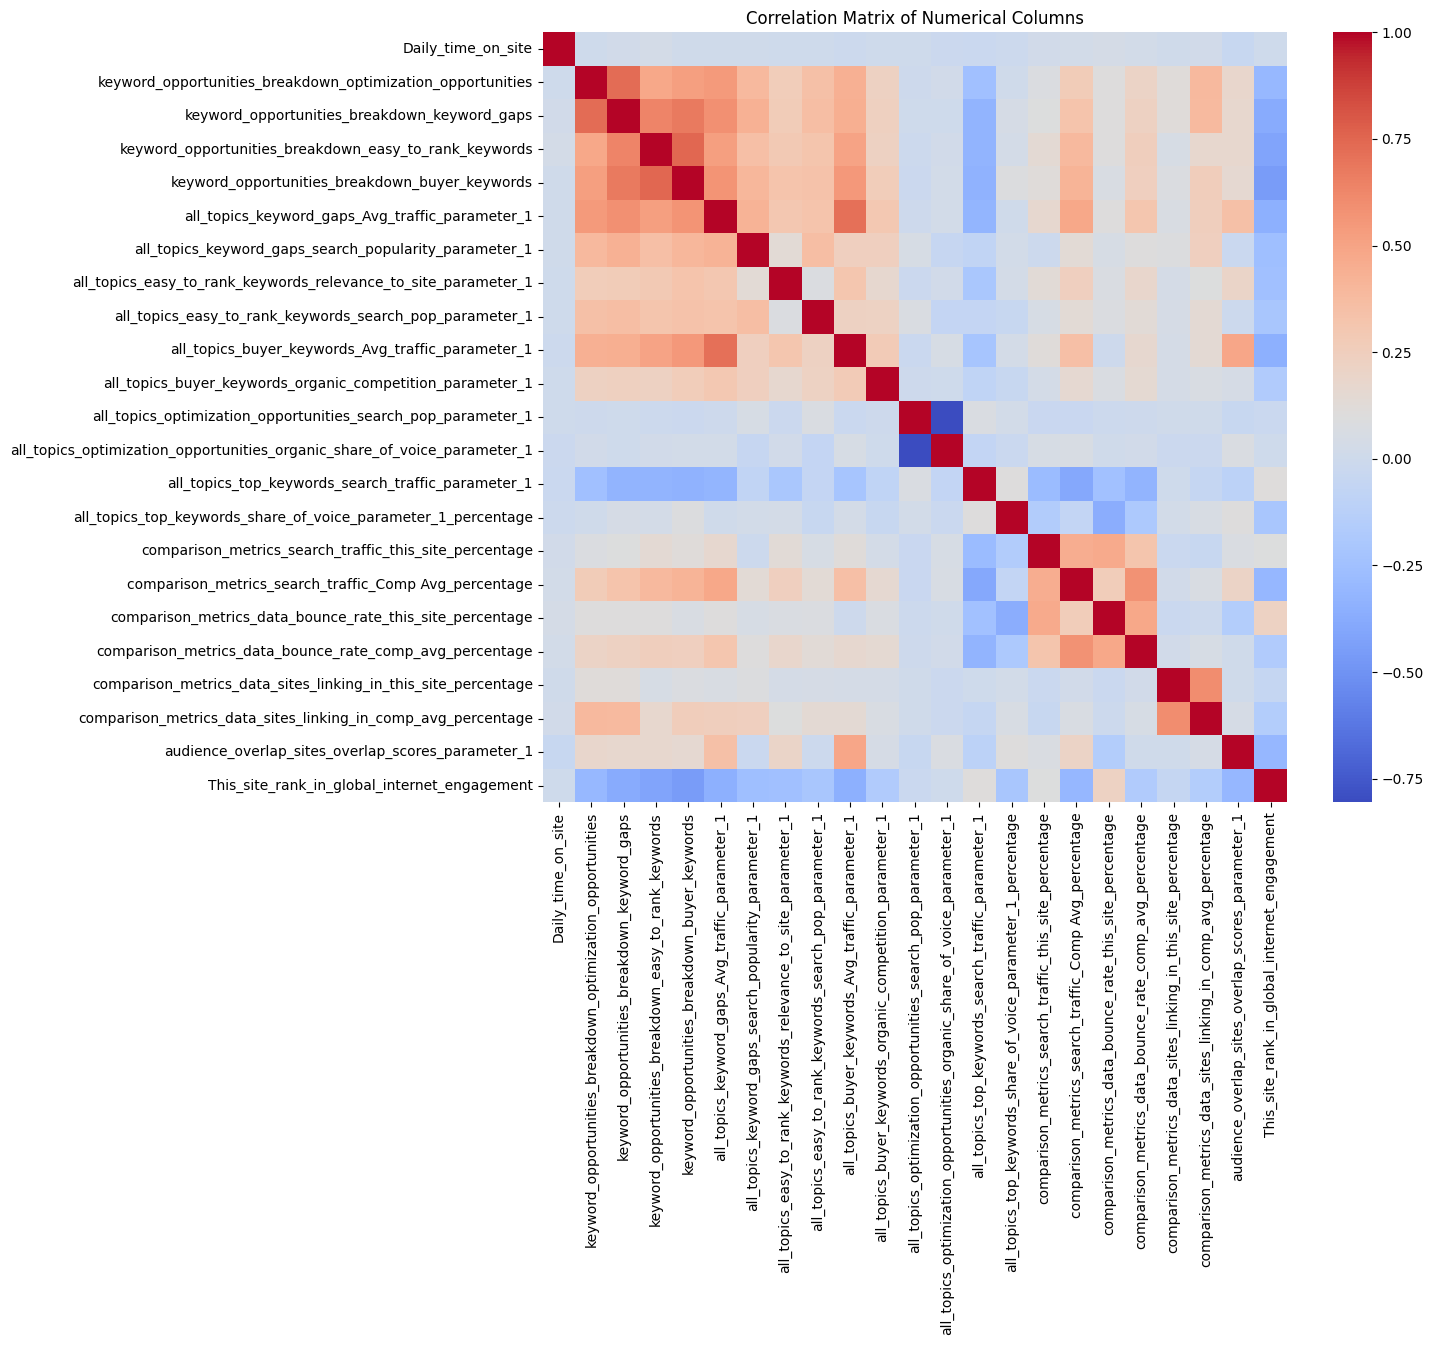 Correlation Matrix of Numerical Columns
Daily_time_on_site
keyword_opportunities_breakdown_optimization_opportunities
keyword_opportunities_breakdown_keyword_gaps
keyword_opportunities_breakdown_easy_to_rank_keywords
keyword_opportunities_breakdown_buyer_keywords
all_topics_keyword_gaps_Avg_traffic_parameter_1
all_topics_keyword_gaps_search_popularity_parameter_1
all_topics_easy_to_rank_keywords_relevance_to_site_parameter_1
all_topics_easy_to_rank_keywords_search_pop_parameter_1
all_topics_buyer_keywords_Avg_traffic_parameter_1
all_topics_buyer_keywords_organic_competition_parameter_1
all_topics_optimization_opportunities_search_pop_parameter_1
all_topics_optimization_opportunities_organic_share_of_voice_parameter_1
all_topics_top_keywords_search_traffic_parameter_1
all_topics_top_keywords_share_of_voice_parameter_1_percentage
comparison_metrics_search_traffic_this_site_percentage
comparison_metrics_search_traffic_Comp Avg_percentage
comparison_metrics_data_bounce_rate_this_site_percentage
comparison_metrics_data_bounce_rate_comp_avg_percentage
comparison_metrics_data_sites_linking_in_this_site_percentage
comparison_metrics_data_sites_linking_in_comp_avg_percentage
audience_overlap_sites_overlap_scores_parameter_1
This_site_rank_in_global_internet_engagement
Daily_time_on_site
keyword_opportunities_breakdown_optimization_opportunities
keyword_opportunities_breakdown_keyword_gaps
keyword_opportunities_breakdown_easy_to_rank_keywords
keyword_opportunities_breakdown_buyer_keywords
all_topics_keyword_gaps_Avg_traffic_parameter_1
all_topics_keyword_gaps_search_popularity_parameter_1
all_topics_easy_to_rank_keywords_relevance_to_site_parameter_1
all_topics_easy_to_rank_keywords_search_pop_parameter_1
all_topics_buyer_keywords_Avg_traffic_parameter_1
all_topics_buyer_keywords_organic_competition_parameter_1
all_topics_optimization_opportunities_search_pop_parameter_1
all_topics_optimization_opportunities_organic_share_of_voice_parameter_1
all_topics_top_keywords_search_traffic_parameter_1
all_topics_top_keywords_share_of_voice_parameter_1_percentage
comparison_metrics_search_traffic_this_site_percentage
comparison_metrics_search_traffic_Comp Avg_percentage
comparison_metrics_data_bounce_rate_this_site_percentage
comparison_metrics_data_bounce_rate_comp_avg_percentage
comparison_metrics_data_sites_linking_in_this_site_percentage
comparison_metrics_data_sites_linking_in_comp_avg_percentage
audience_overlap_sites_overlap_scores_parameter_1
This_site_rank_in_global_internet_engagement
1.00
0.75
0.50
0.25
0.00
−0.25
−0.50
−0.75